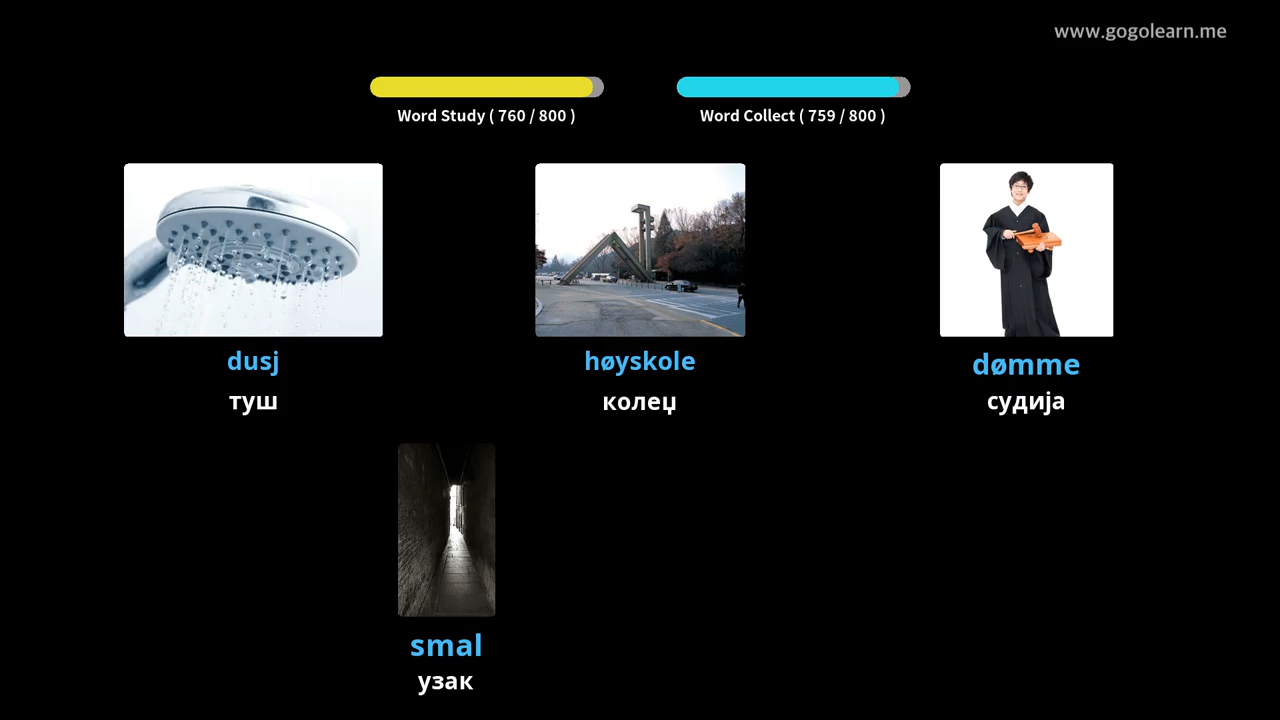 www.gogolearn.me
Word Study ( 760 / 800 )
Word Collect ( 759 / 800 )
dusj
høyskole
dømme
туш
колеџ
судија
smal
узак